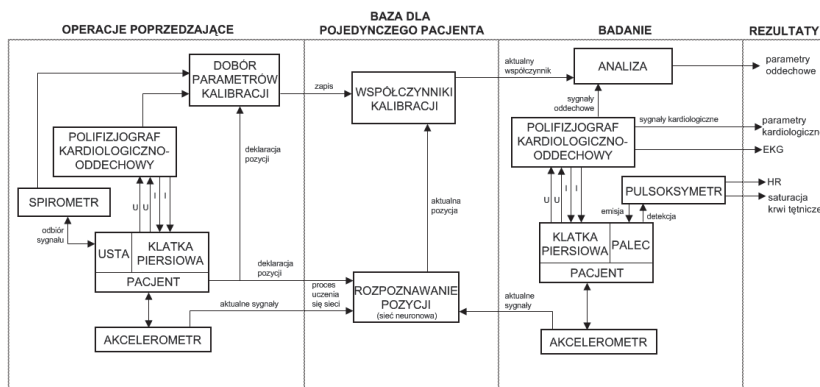 OPERACJE POPRZEDZAJĄCE
BAZA DLA
POJEDYNCZEGO PACJENTA
BADANIE
REZULTATY
DOBÓR
PARAMETRÓW
KALIBRACJI
zapis
WSPÓŁCZYNNIKI
KALIBRACJI
aktualny
współczynnik
ANALIZA
parametry
oddechowe
sygnały
oddechowe
POLIFIZJOGRAF
KARDIOLOGICZNO-
ODDECHOWY
deklaracja
pozycji
POLIFIZJOGRAF
KARDIOLOGICZNO-
ODDECHOWY
sygnały kardiologiczne
parametry
kardiologiczne
EKG
SPIROMETR
U
U
I
I
aktualna
pozycja
U
U
I
I
PULSOKSYMETR
HR
saturacja
krwi tętniczej
emisja
detekcja
odbiór
sygnału
USTA
KLATKA
PIERSIOWA
PACJENT
deklaracja
pozycji
proces
uczenia
się sieci
ROZPOZNAWANIE
POZYCJI
(sieć neuronowa)
KLATKA
PIERSIOWA
PALEC
PACJENT
aktualne sygnały
aktualne
sygnały
AKCELEROMETR
AKCELEROMETR